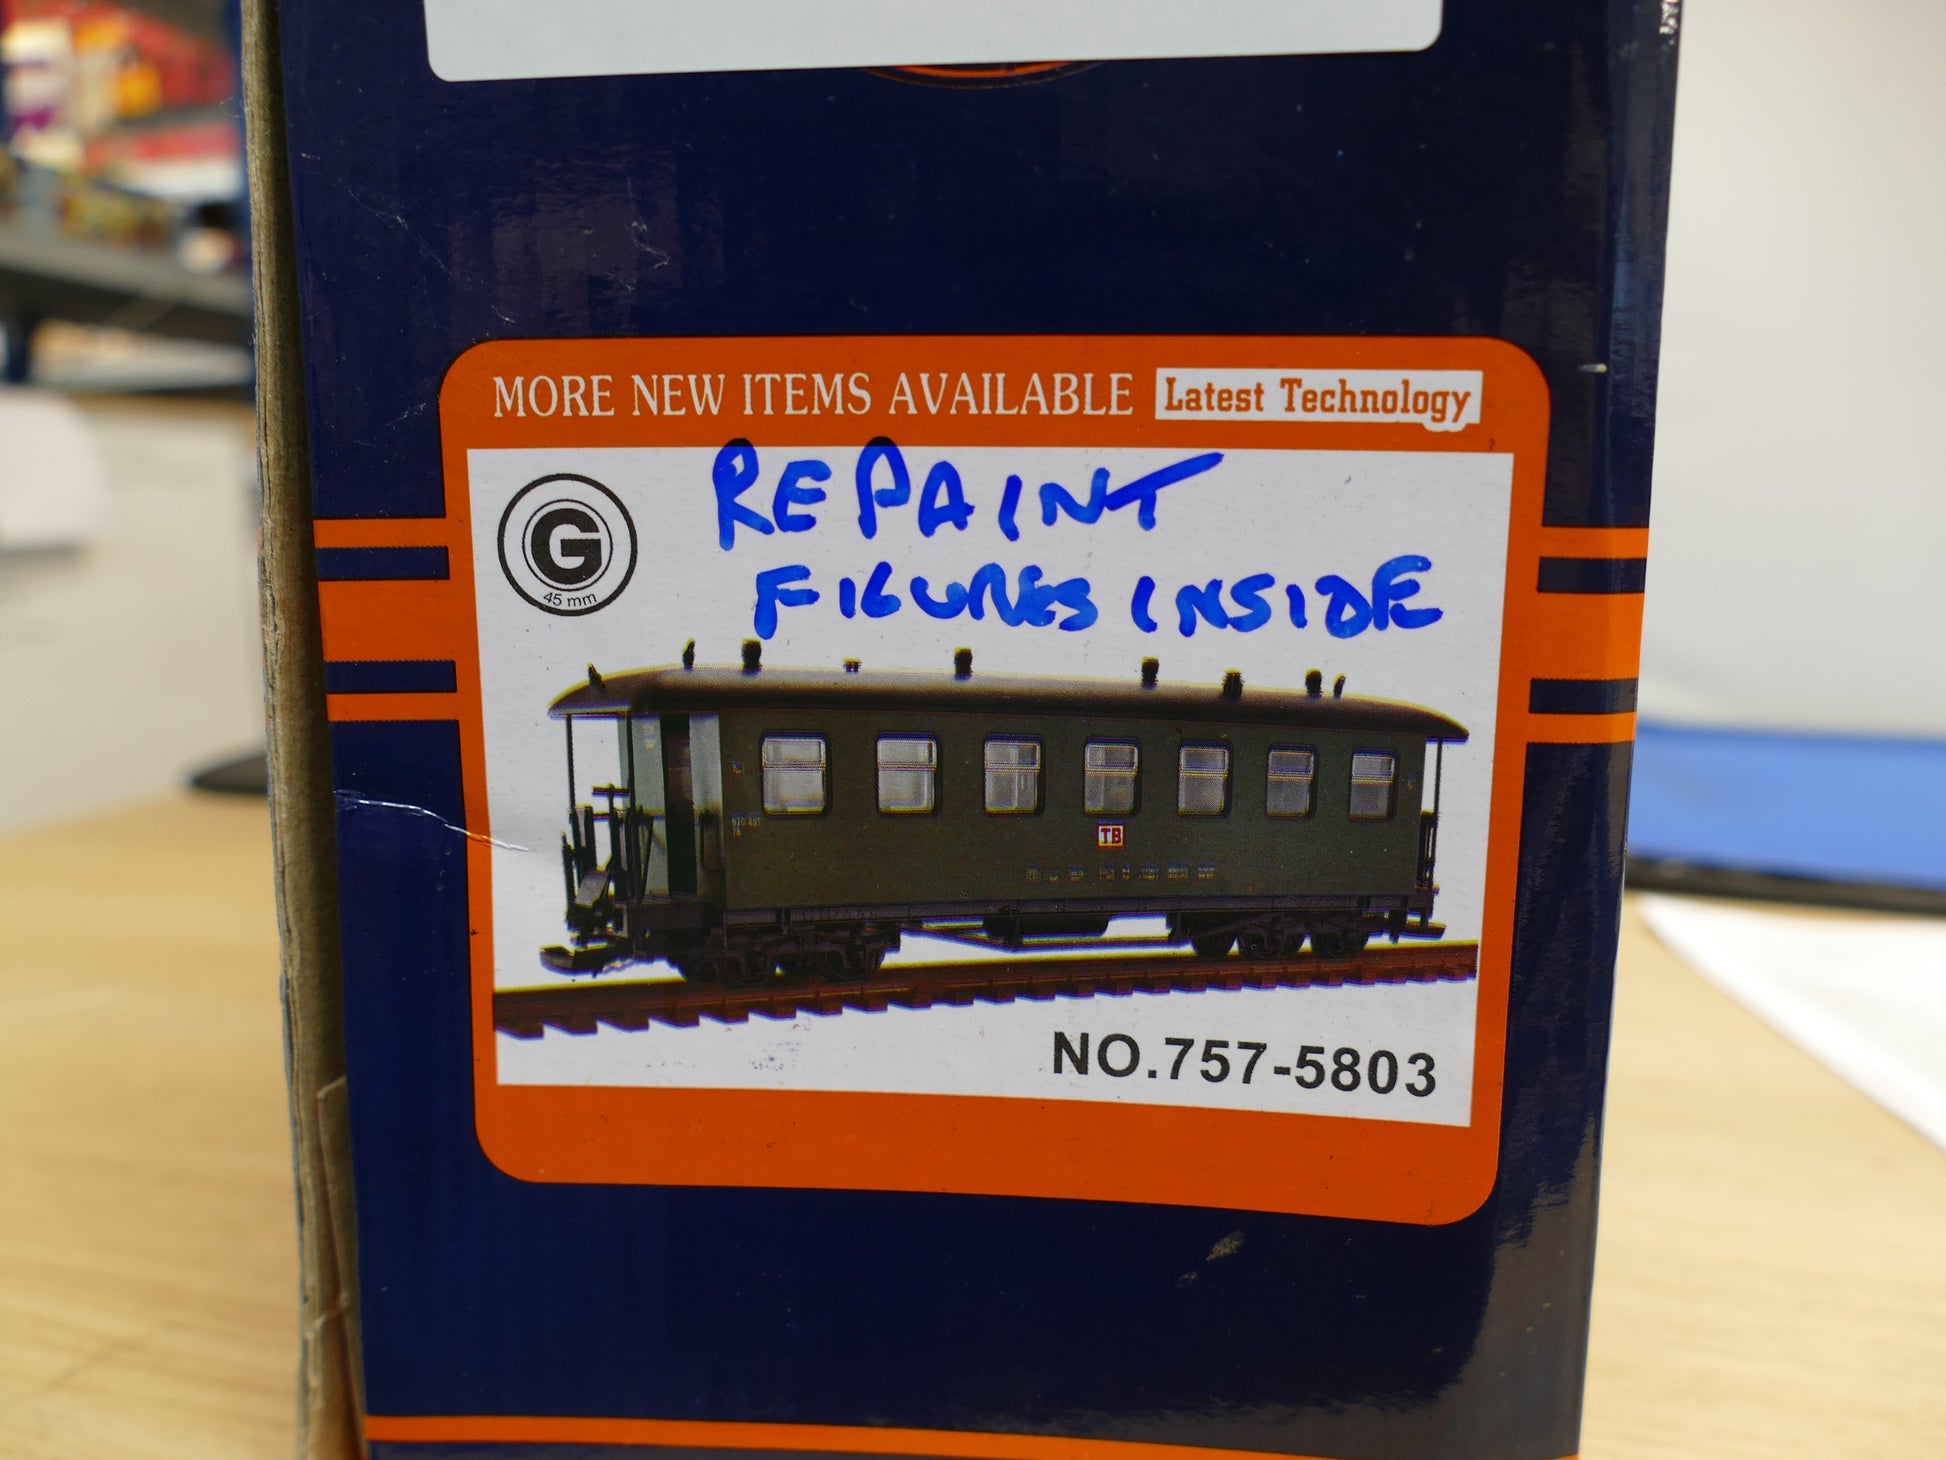 MORE NEW ITEMS AVAILABLE Latest Technology
REPAINT
FIGURES INSIDE
G
45 mm
TB
NO.757-5803